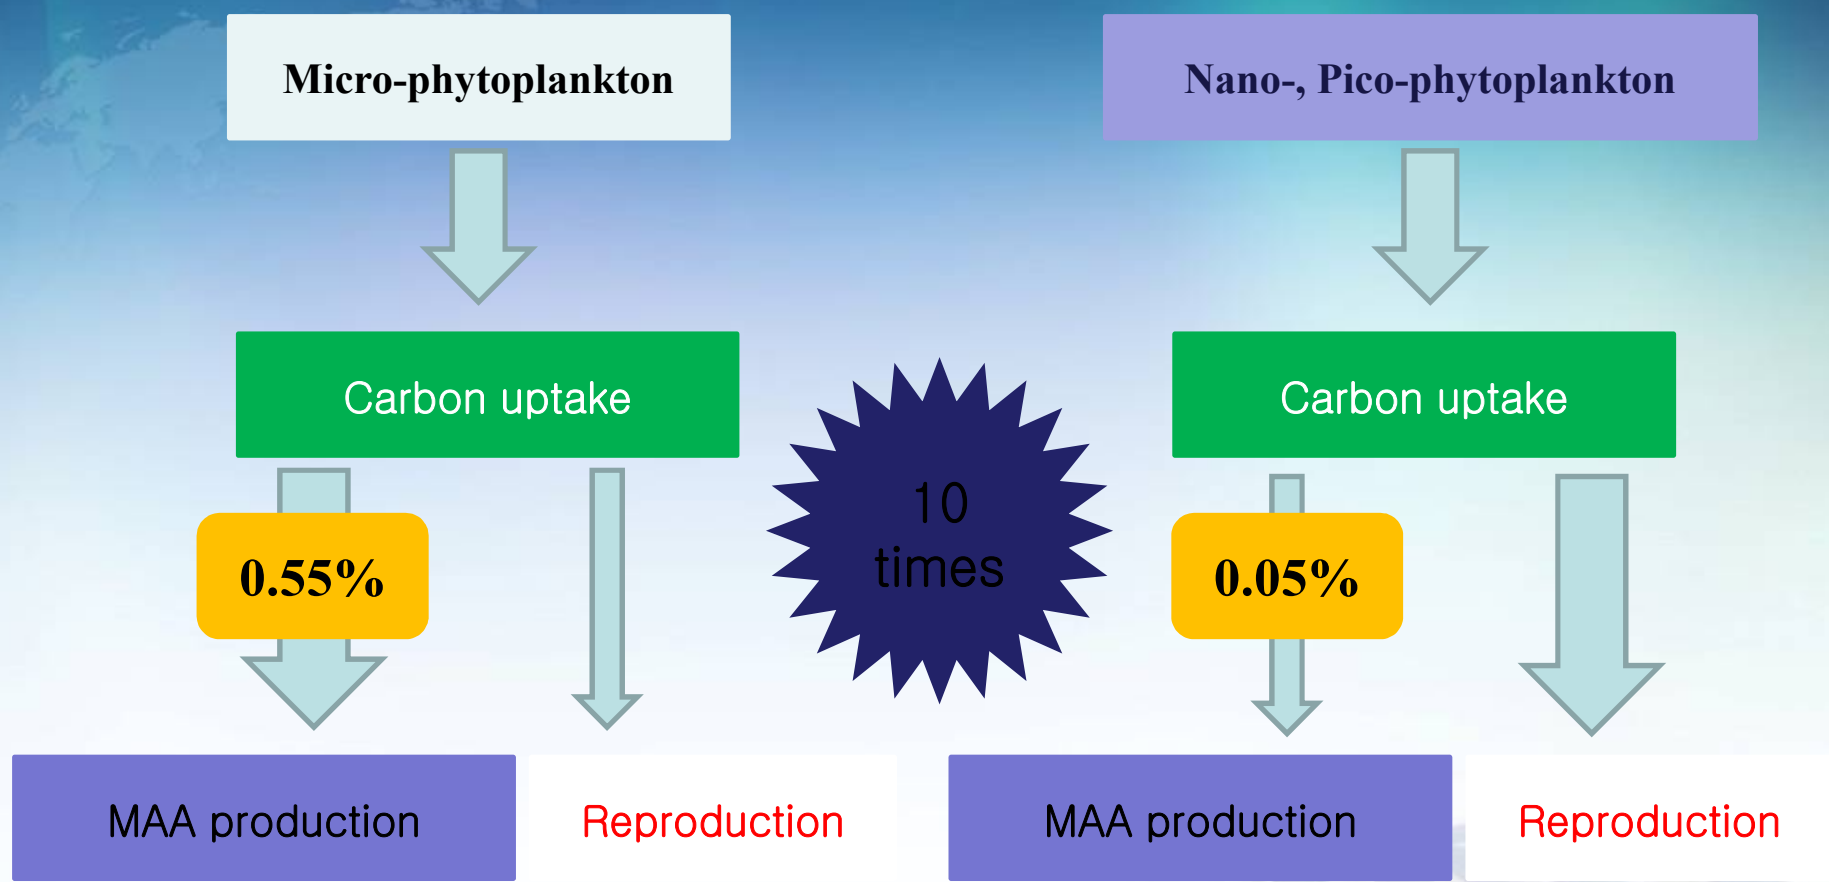 Micro-phytoplankton
Nano-, Pico-phytoplankton
Carbon uptake
Carbon uptake
10
times
0.55%
0.05%
MAA production
Reproduction
MAA production
Reproduction